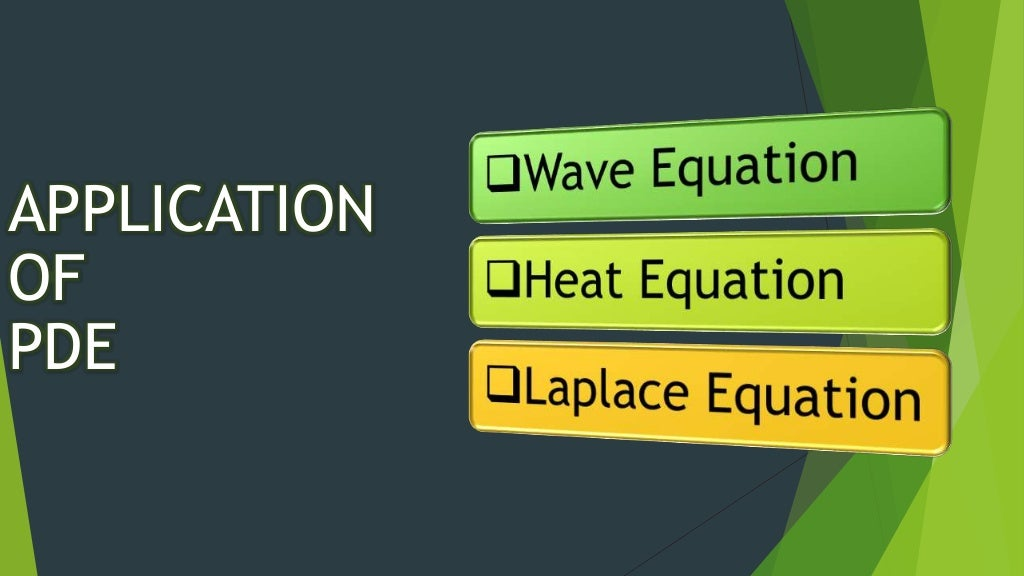 APPLICATION
OF
PDE
❑Wave Equation
❑Heat Equation
❑Laplace Equation